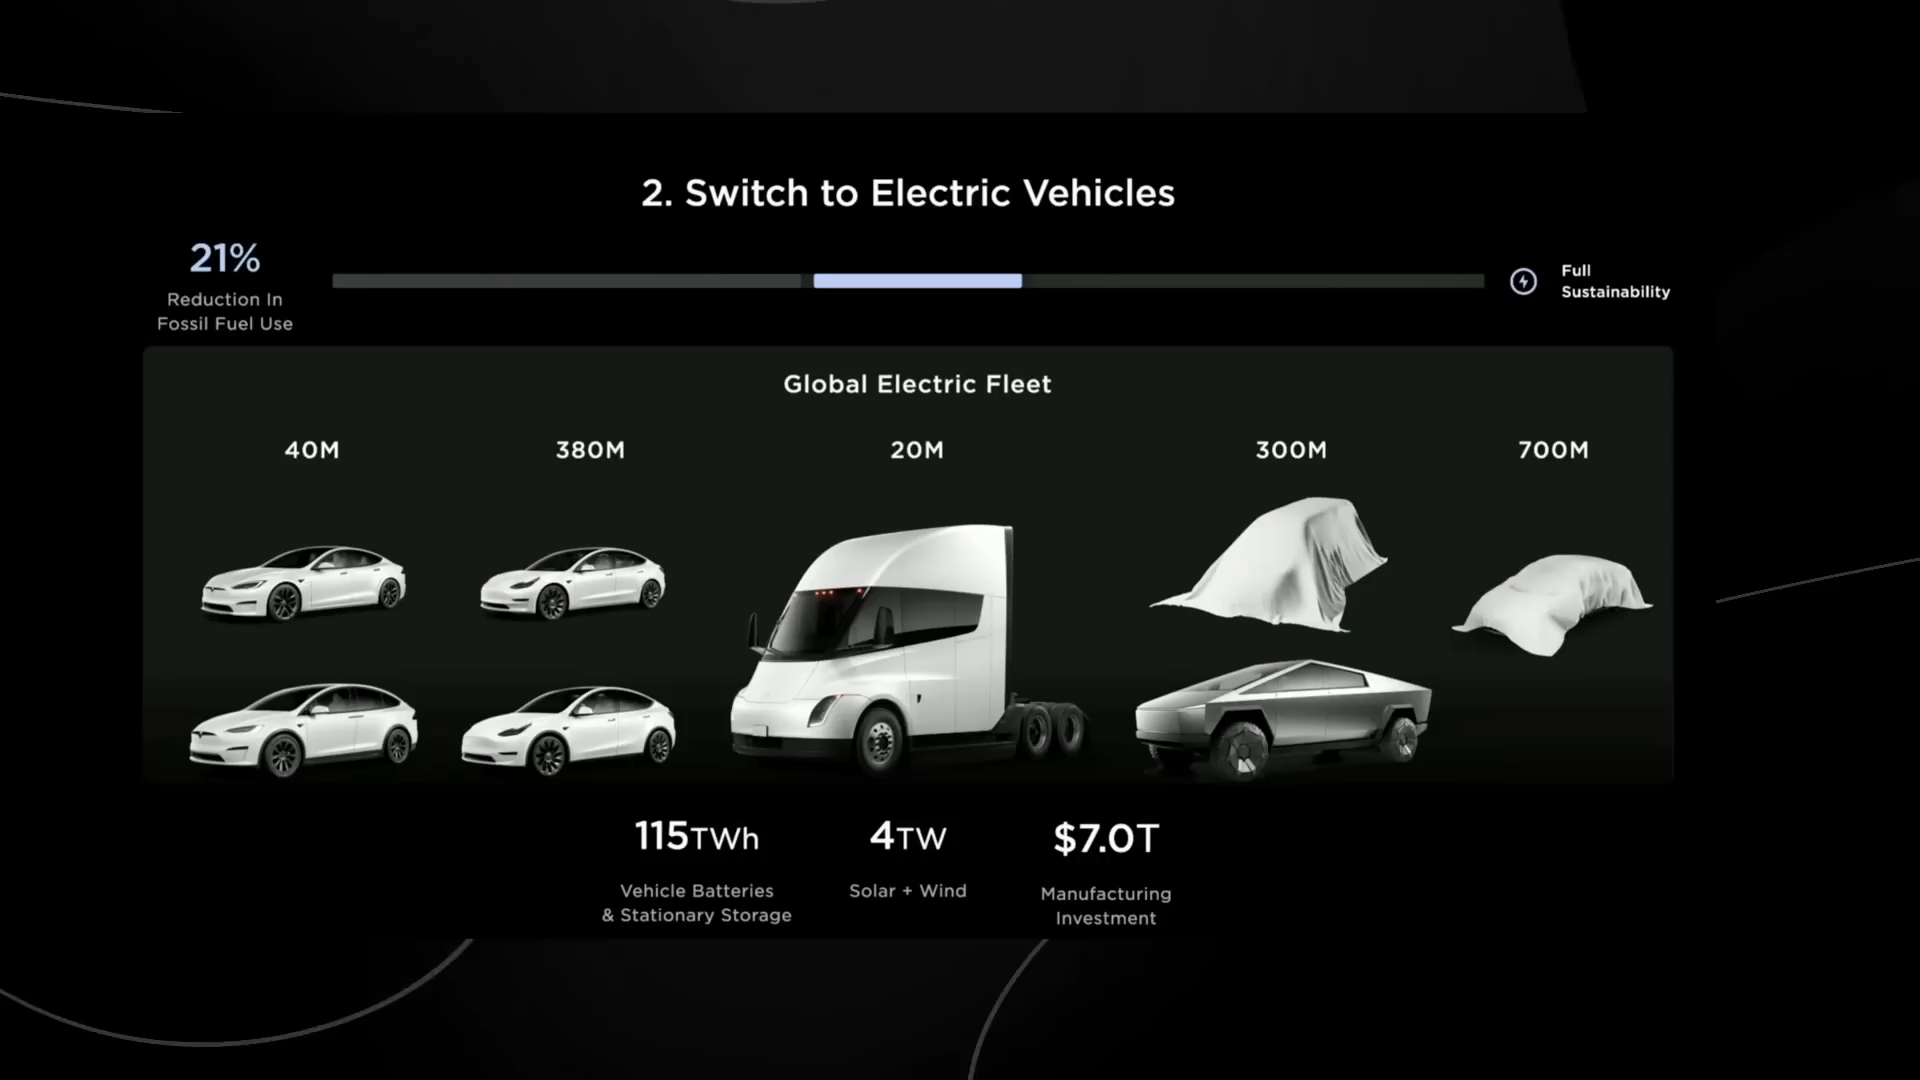 2. Switch to Electric Vehicles
21%
Reduction In
Fossil Fuel Use
Full
Sustainability
Global Electric Fleet
40M
380M
20M
300M
700M
115TWh
Vehicle Batteries
& Stationary Storage
4TW
Solar + Wind
$7.0T
Manufacturing
Investment